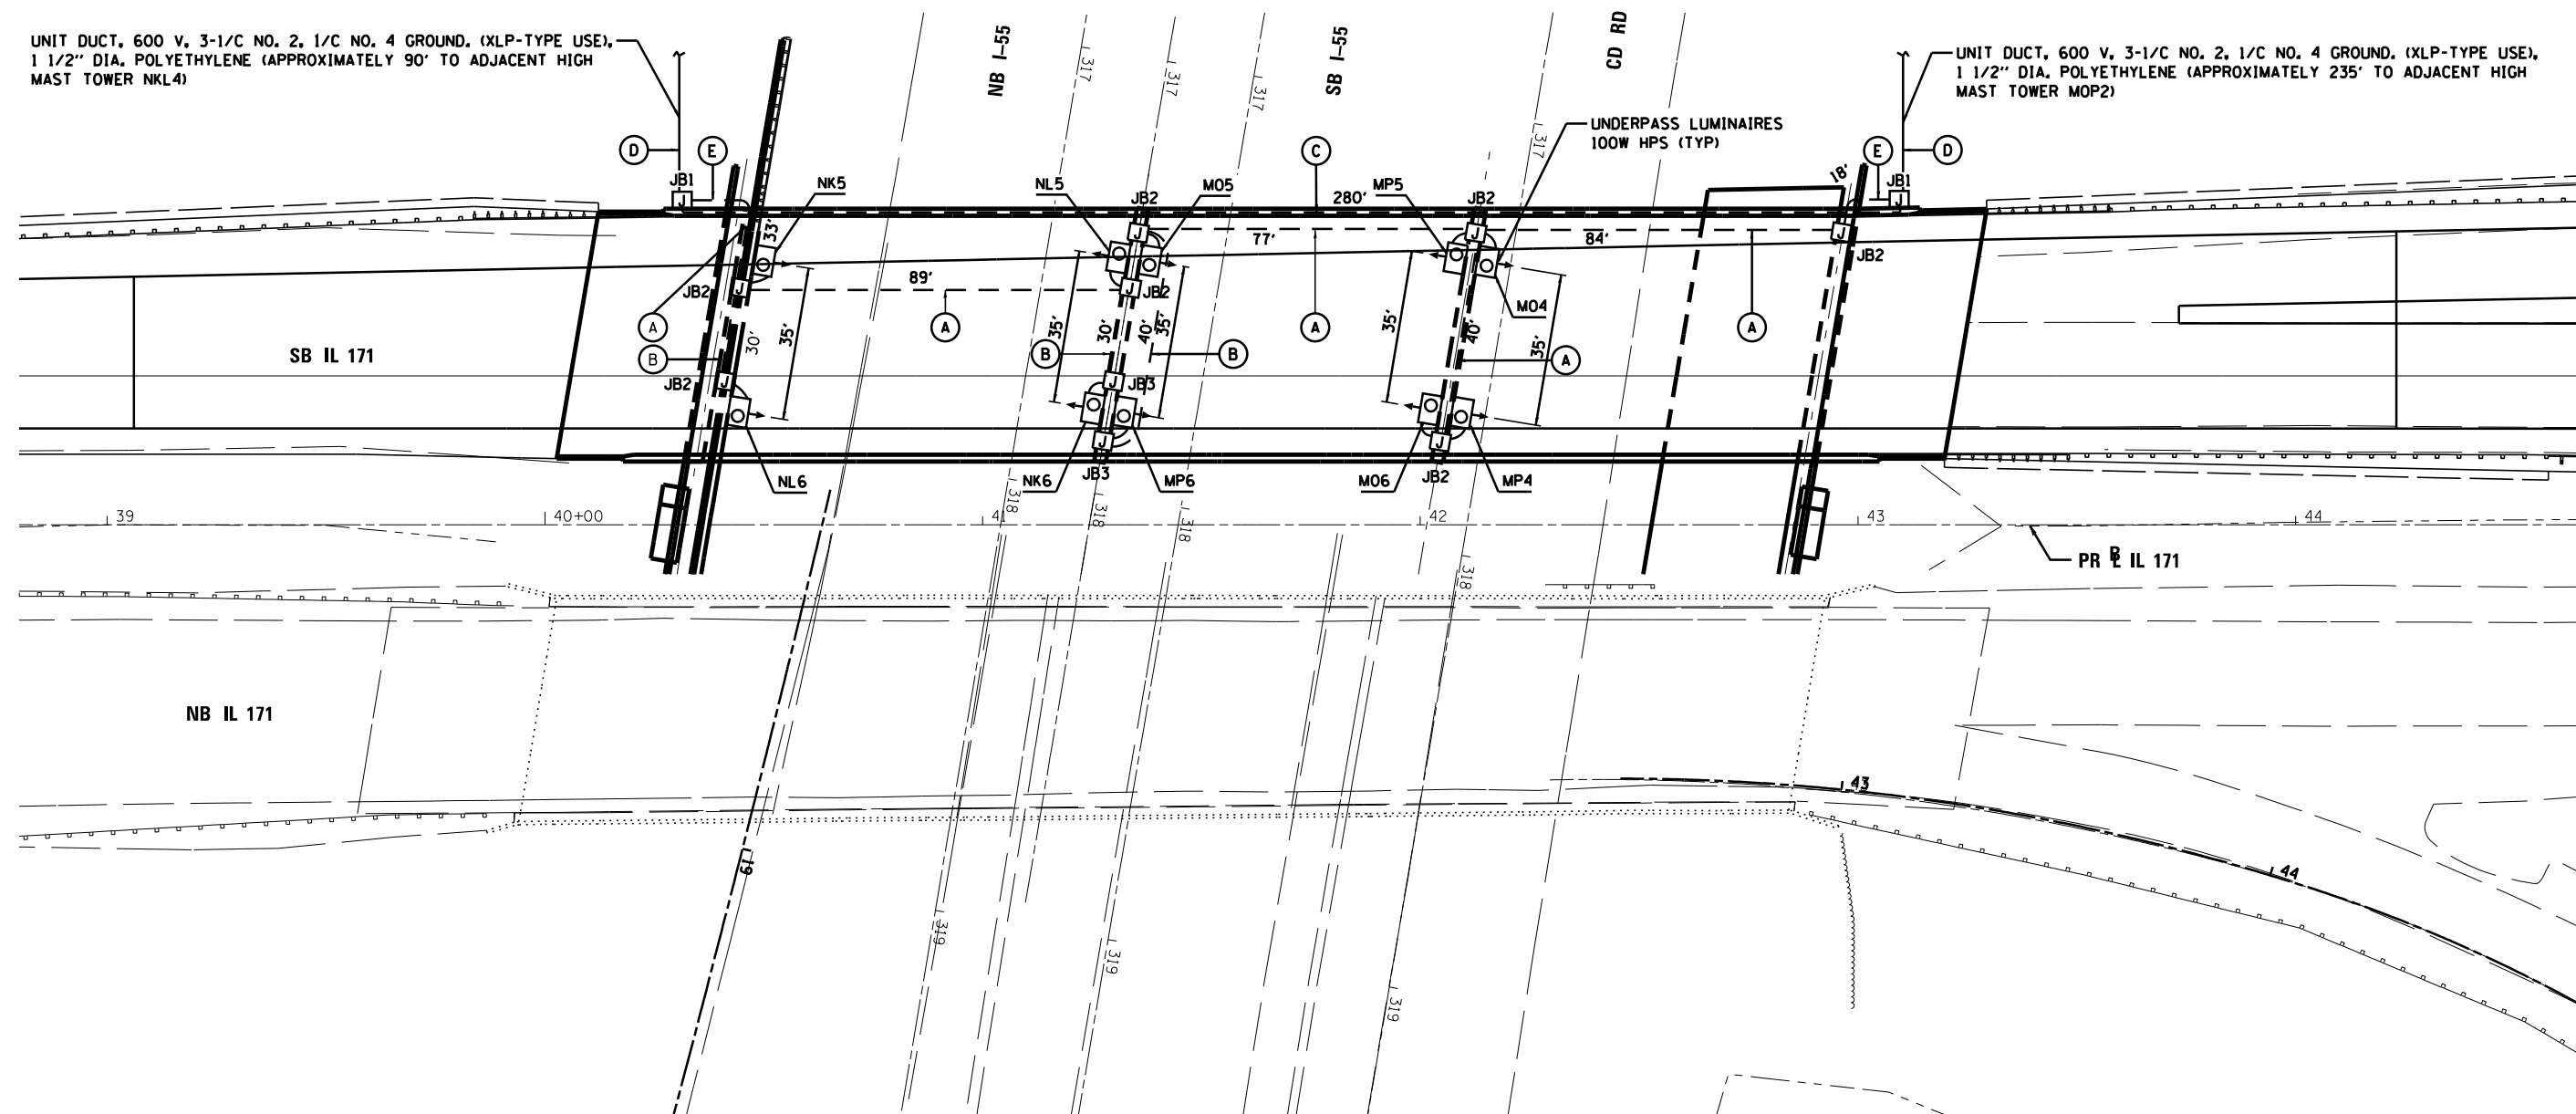 UNIT DUCT, 600 V, 3-1/C NO. 2, 1/C NO. 4 GROUND, (XLP-TYPE USE),
1 1/2" DIA. POLYETHYLENE (APPROXIMATELY 90' TO ADJACENT HIGH
MAST TOWER NKL4)
UNIT DUCT, 600 V, 3-1/C NO. 2, 1/C NO. 4 GROUND, (XLP-TYPE USE),
1 1/2" DIA. POLYETHYLENE (APPROXIMATELY 235' TO ADJACENT HIGH
MAST TOWER MOP2)
NB I-55
SB I-55
CD RD
317
317
317
317
UNDERPASS LUMINAIRES
100W HPS (TYP)
D
E
C
E
D
JB1
NK5
NL5
JB2
M05
MP5
JB2
18'
JB1
280'
33'
77'
84'
JB2
89'
JB2
JB2
M04
A
A
A
A
35'
35'
30'
40'
35'
35'
40'
35'
30'
SB IL 171
B
B
B
A
JB2
JB3
NL6
NK6
JB3
MP6
M06
JB2
MP4
39
40+00
41
42
43
44
318
318
318
318
PR B L IL 171
NB IL 171
43
44
19
319
319
319